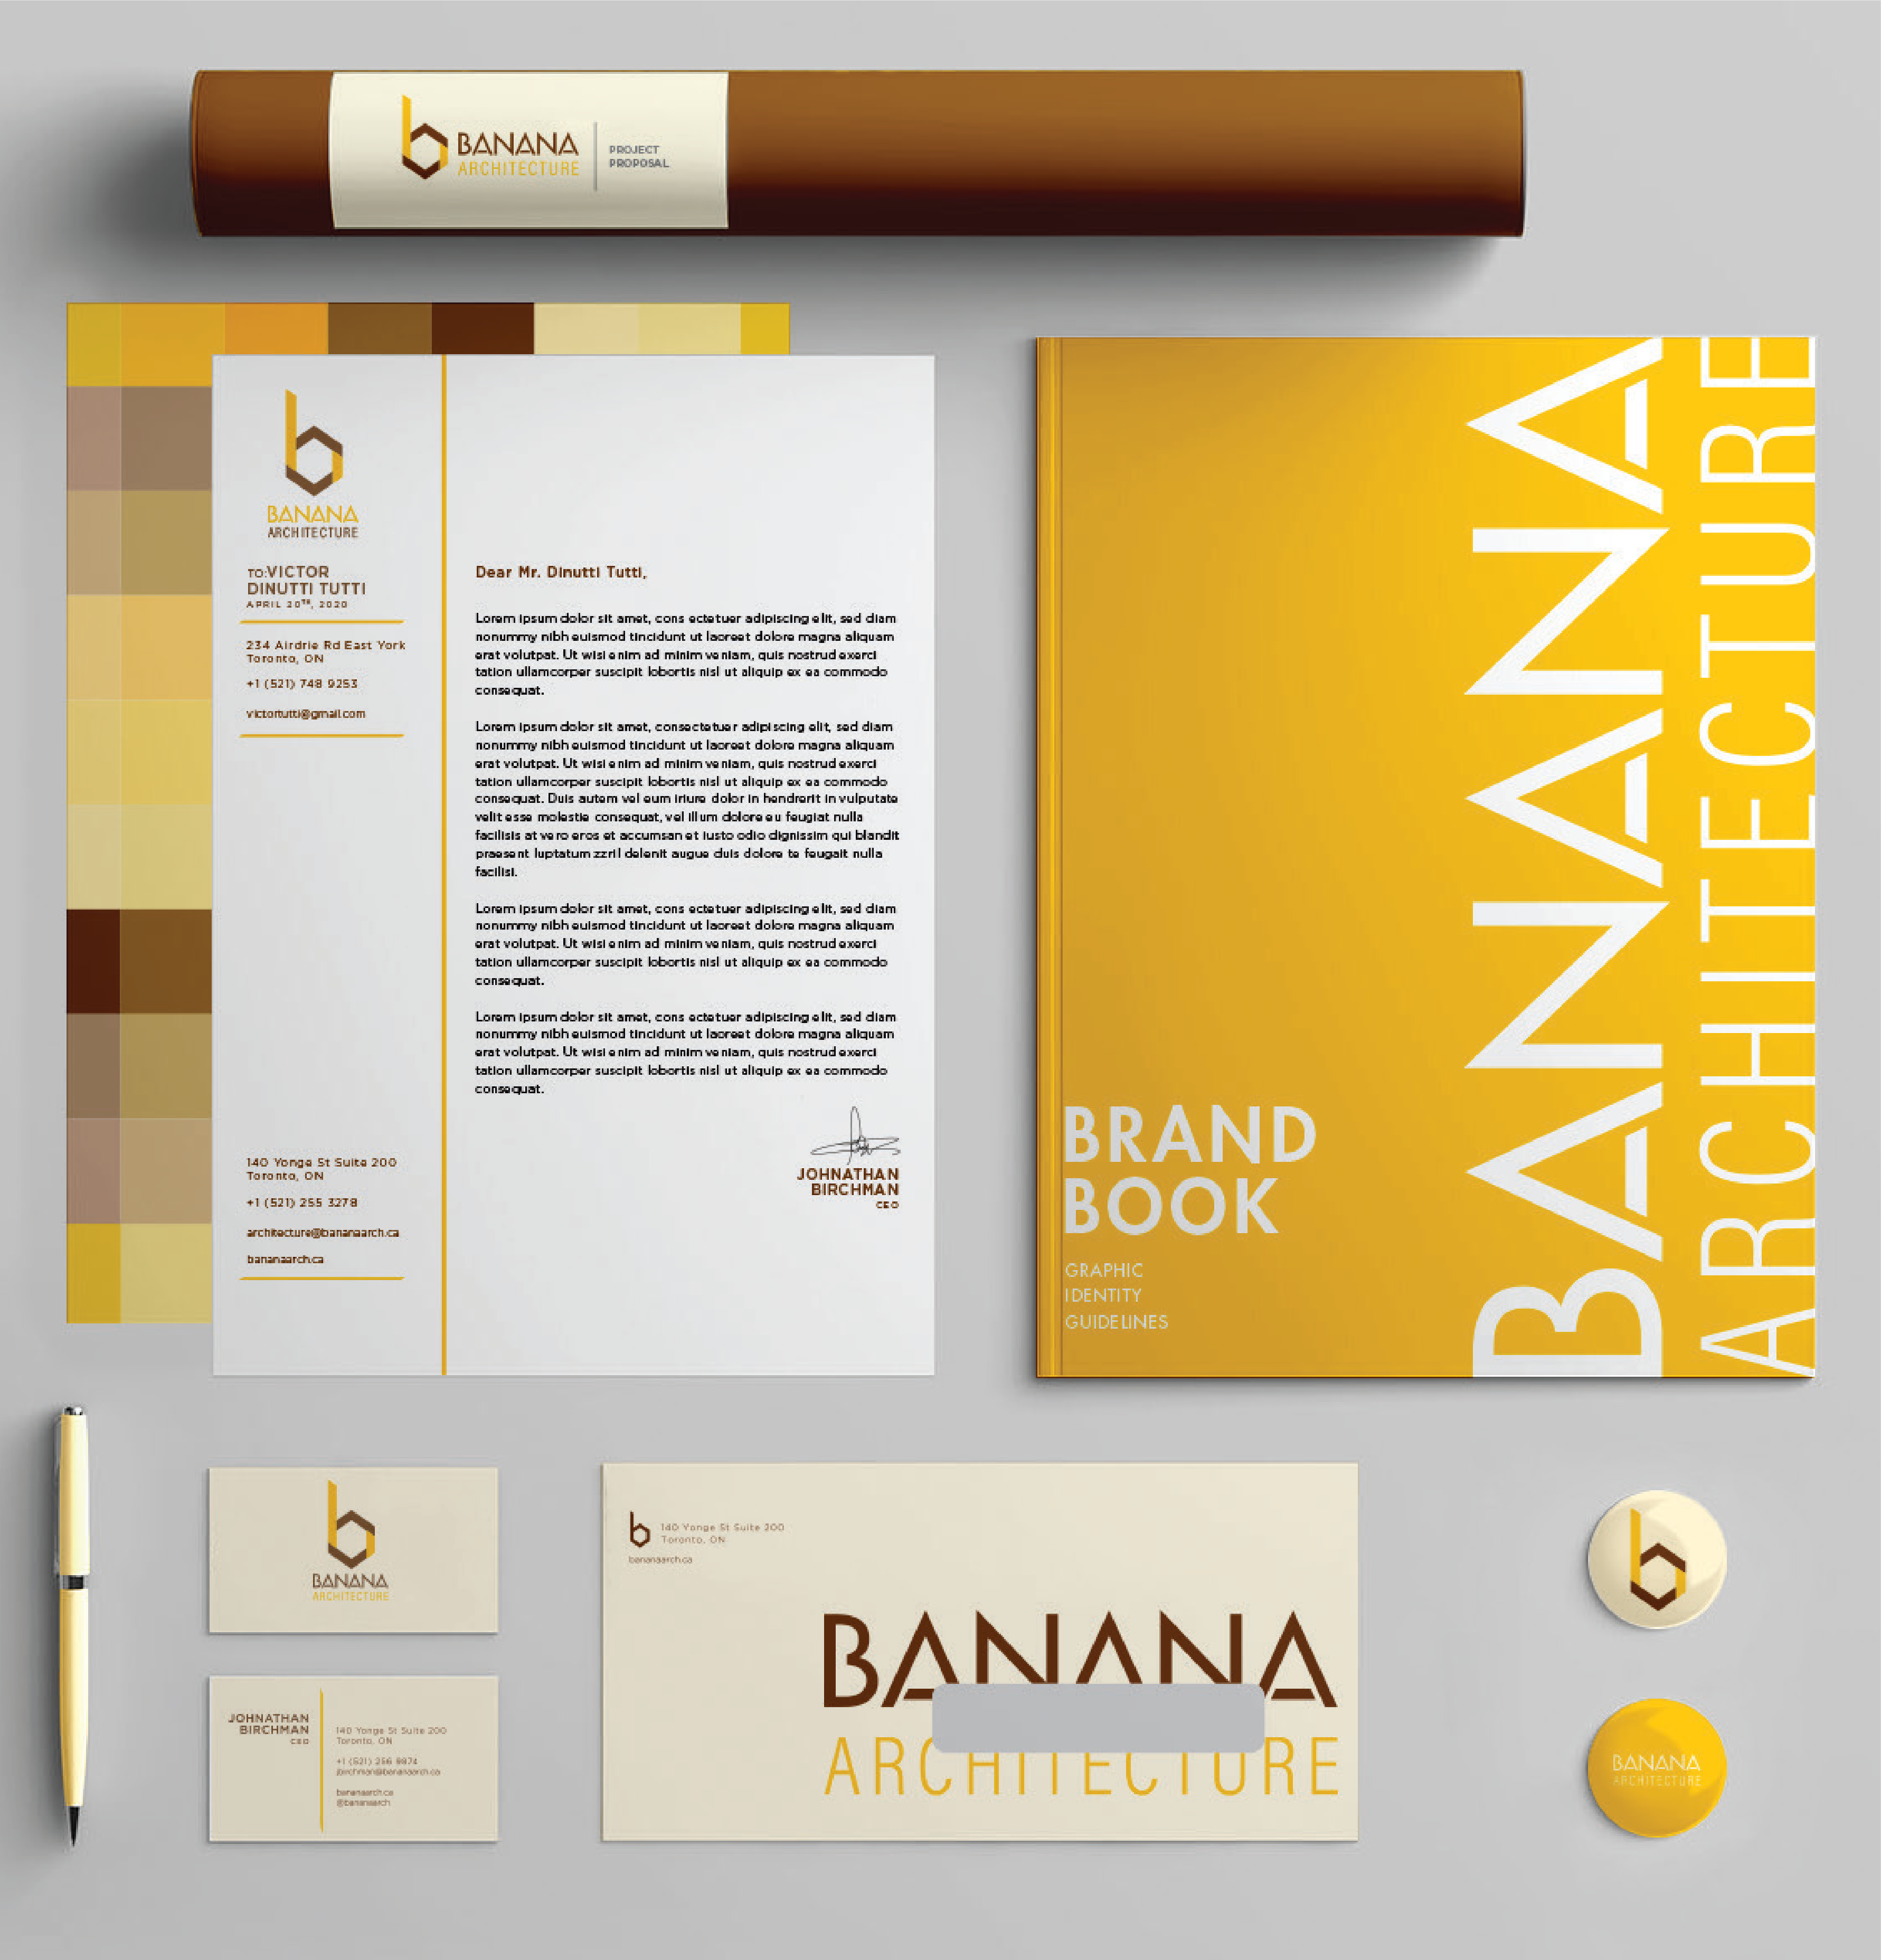 BANANA
ARCHITECTURE
PROJECT
PROPOSAL
BANANA
ARCHITECTURE
TO:VICTOR
DINUTTI TUTTI
APRIL 20TH, 2020
234 Airdrie Rd East York
Toronto, ON
+1 (521) 748 9253
victortutti@gmail.com
140 Yonge St Suite 200
Toronto, ON
+1 (521) 255 3278
architecture@bananaarch.ca
bananaarch.ca
Dear Mr. Dinutti Tutti,
Lorem ipsum dolor sit amet, cons ectetuer adipiscing elit, sed diam
nonummy nibh euismod tincidunt ut laoreet dolore magna aliquam
erat volutpat. Ut wisi enim ad minim veniam, quis nostrud exerci
tation ullamcorper suscipit lobortis nisl ut aliquip ex ea commodo
consequat.
Lorem ipsum dolor sit amet, consectetuer adipiscing elit, sed diam
nonummy nibh euismod tincidunt ut laoreet dolore magna aliquam
erat volutpat. Ut wisi enim ad minim veniam, quis nostrud exerci
tation ullamcorper suscipit lobortis nisl ut aliquip ex ea commodo
consequat. Duis autem vel eum iriure dolor in hendrerit in vulputate
velit esse molestie consequat, vel illum dolore eu feugiat nulla
facilisis at vero eros et accumsan et iusto odio dignissim qui blandit
praesent luptatum zzril delenit augue duis dolore te feugait nulla
facilisi.
Lorem ipsum dolor sit amet, cons ectetuer adipiscing elit, sed diam
nonummy nibh euismod tincidunt ut laoreet dolore magna aliquam
erat volutpat. Ut wisi enim ad minim veniam, quis nostrud exerci
tation ullamcorper suscipit lobortis nisl ut aliquip ex ea commodo
consequat.
Lorem ipsum dolor sit amet, cons ectetuer adipiscing elit, sed diam
nonummy nibh euismod tincidunt ut laoreet dolore magna aliquam
erat volutpat. Ut wisi enim ad minim veniam, quis nostrud exerci
tation ullamcorper suscipit lobortis nisl ut aliquip ex ea commodo
consequat.
JOHNATHAN
BIRCHMAN
CEO
BANANA
ARCHITECTURE
BRAND
BOOK
GRAPHIC
IDENTITY
GUIDELINES
BANANA
ARCHITECTURE
JOHNATHAN
BIRCHMAN
CEO
140 Yonge St Suite 200
Toronto, ON
+1 (521) 256 9874
jbirchman@bananaarch.ca
bananaarch.ca
@bananaarch
140 Yonge St Suite 200
Toronto, ON
bananaarch.ca
BANANA
ARCHITECTURE
BANANA
ARCHITECTURE